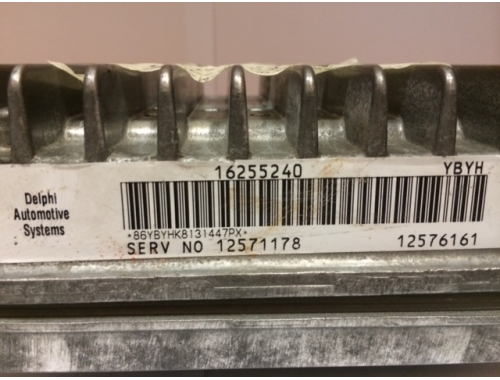 16255240 YBYH
Delphi
Automotive
Systems
*86YBYHK8131447PX*
SERV NO 12571178 12576161